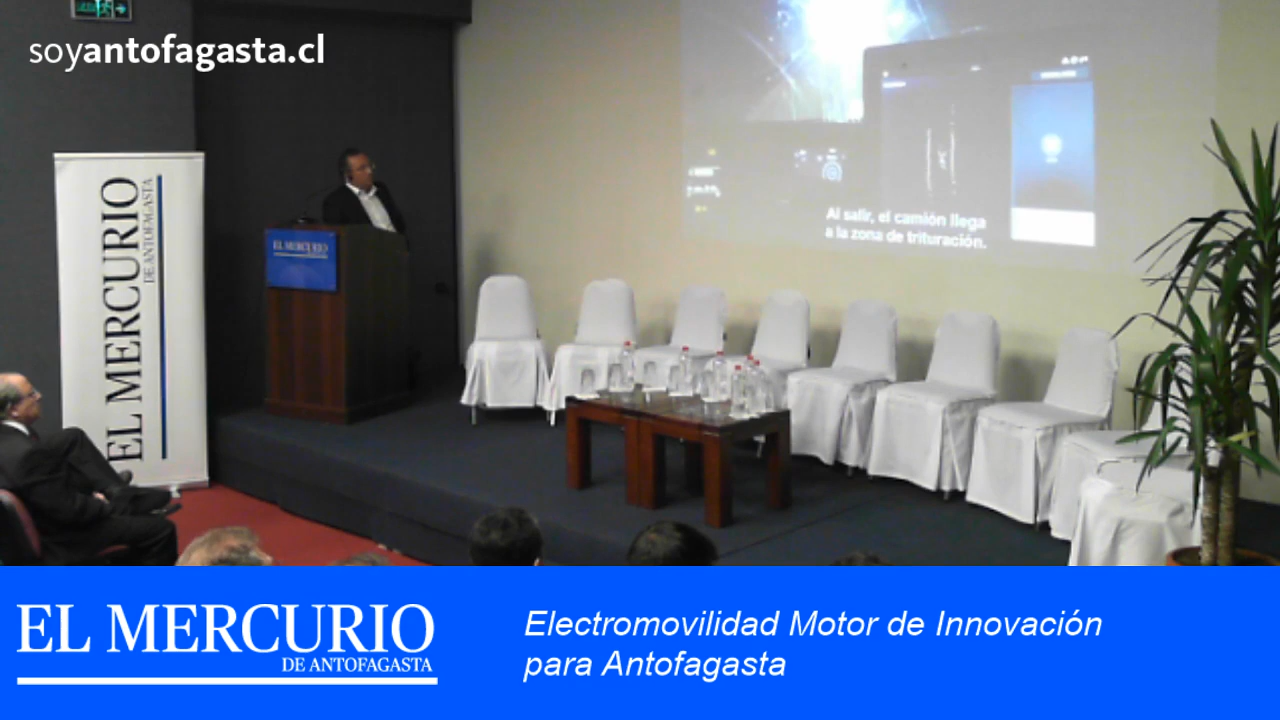 soyantofagasta.cl
EL MERCURIO
DE ANTOFAGASTA
EL MERCURIO
Al salir, el camión llega
a la zona de trituración.
EL MERCURIO
DE ANTOFAGASTA
Electromovilidad Motor de Innovación
para Antofagasta